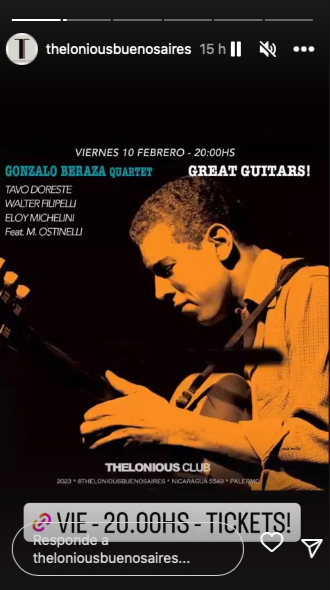 theloniousbuenosaires 15 h
VIERNES 10 FEBRERO - 20:00HS
GONZALO BERAZA QUARTET GREAT GUITARS!
TAVO DORESTE
WALTER FILIPELLI
ELOY MICHELINI
Feat. M. OSTINELLI
THELONIOUS CLUB
2023 * @THELONIOUSBUENOSAIRES * NICARAGUA 5549 * PALERMO
VIE - 20.00HS - TICKETS!
Responde a
theloniousbuenosaires...